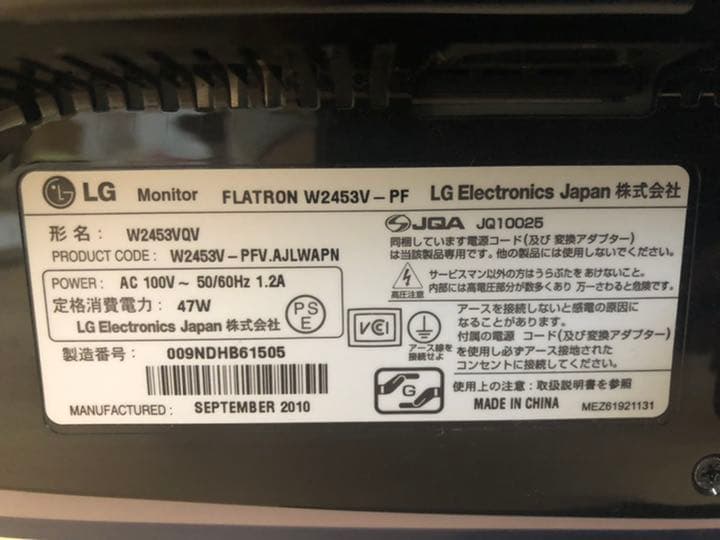 LG Monitor FLATRON W2453V-PF LG Electronics Japan 株式会社
形名: W2453VQV
PRODUCT CODE: W2453V-PFV.AJLWAPN
POWER: AC 100V ~ 50/60Hz 1.2A
定格消費電力: 47W
LG Electronics Japan 株式会社
PS
E
製造番号: 009NDHB61505
MANUFACTURED: SEPTEMBER 2010
JQA JQ10025
同梱しています電源コード(及び変換アダプター)
は当該製品専用です。他の製品には使用しないでください。
高圧注意
サービスマン以外の方はうらぶたをあけないこと。
内部には高電圧部分が数多くあり 万一さわると危険です。
VCI
アース線を
接続せよ
アースを接続しないと感電の原因に
なることがあります。
付属の電源コード(及び変換アダプター)
を使用し必ずアース接地された
コンセントに接続してください。
G
使用上の注意:取扱説明書を参照
MADE IN CHINA MEZ61921131